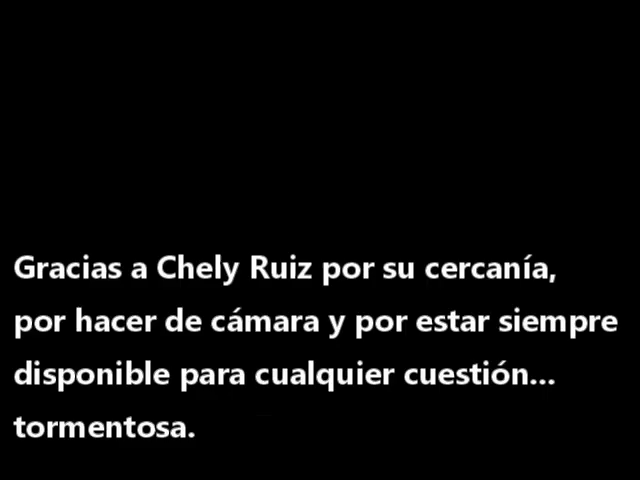 Gracias a Chely Ruiz por su cercanía,
por hacer de cámara y por estar siempre
disponible para cualquier cuestión...
tormentosa.